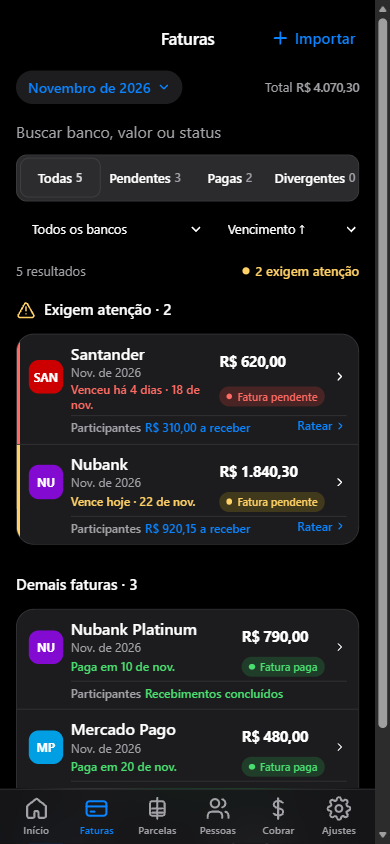 Faturas
+ Importar
Novembro de 2026
Total R$ 4.070,30
Buscar banco, valor ou status
Todas 5
Pendentes 3
Pagas 2
Divergentes 0
Todos os bancos
Vencimento ↑
5 resultados
2 exigem atenção
Exigem atenção · 2
SAN
Santander
Nov. de 2026
Venceu há 4 dias · 18 de
nov.
R$ 620,00
Fatura pendente
Participantes R$ 310,00 a receber
Ratear
NU
Nubank
Nov. de 2026
Vence hoje · 22 de nov.
R$ 1.840,30
Fatura pendente
Participantes R$ 920,15 a receber
Ratear
Demais faturas · 3
NU
Nubank Platinum
Nov. de 2026
Paga em 10 de nov.
R$ 790,00
Fatura paga
Participantes Recebimentos concluídos
MP
Mercado Pago
Nov. de 2026
Paga em 20 de nov.
R$ 480,00
Fatura paga
Início
Faturas
Parcelas
Pessoas
Cobrar
Ajustes